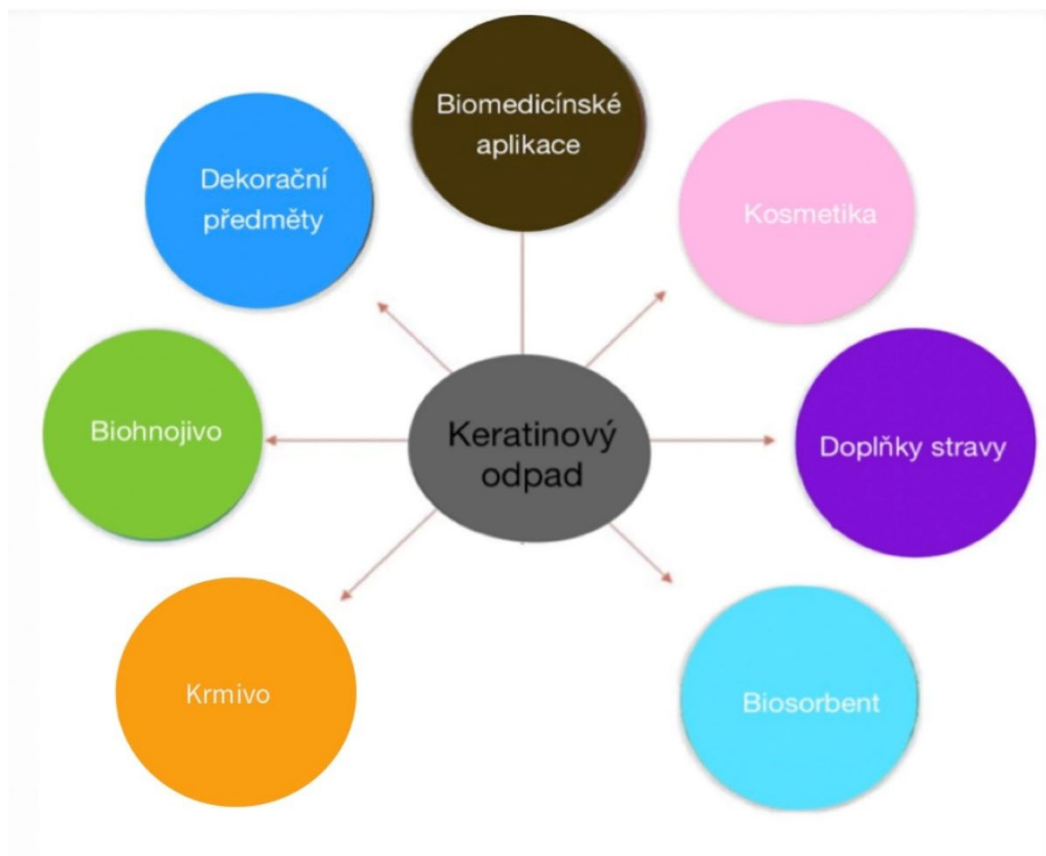 Biomedicínské
aplikace
Dekorační
předměty
Kosmetika
Biohnojivo
Keratinový
odpad
Doplňky stravy
Krmivo
Biosorbent